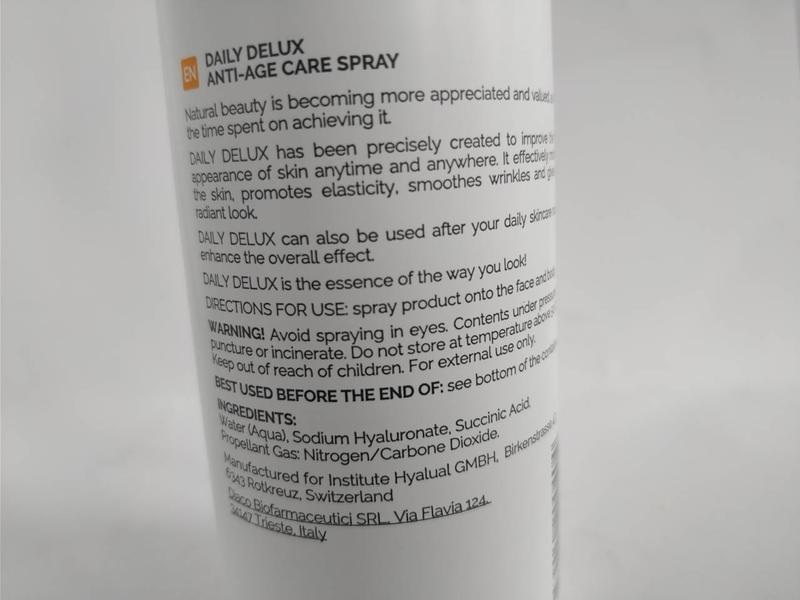 EN
DAILY DELUX
ANTI-AGE CARE SPRAY
Natural beauty is becoming more appreciated and valued
the time spent on achieving it.
DAILY DELUX has been precisely created to improve
appearance of skin anytime and anywhere. It effectively
the skin, promotes elasticity, smoothes wrinkles and
radiant look.
DAILY DELUX can also be used after your daily skincare
enhance the overall effect.
DAILY DELUX is the essence of the way you look!
DIRECTIONS FOR USE: spray product onto the face and
WARNING! Avoid spraying in eyes. Contents under
puncture or incinerate. Do not store at temperature above
Keep out of reach of children. For external use only.
BEST USED BEFORE THE END OF: see bottom of the
INGREDIENTS:
Water (Aqua), Sodium Hyaluronate, Succinic Acid.
Propellant Gas: Nitrogen/Carbone Dioxide.
Manufactured for Institute Hyalual GMBH, Birkenstrasse
6343 Rotkreuz, Switzerland
Diaco Biofarmaceutici SRL, Via Flavia 124,
34147 Trieste, Italy